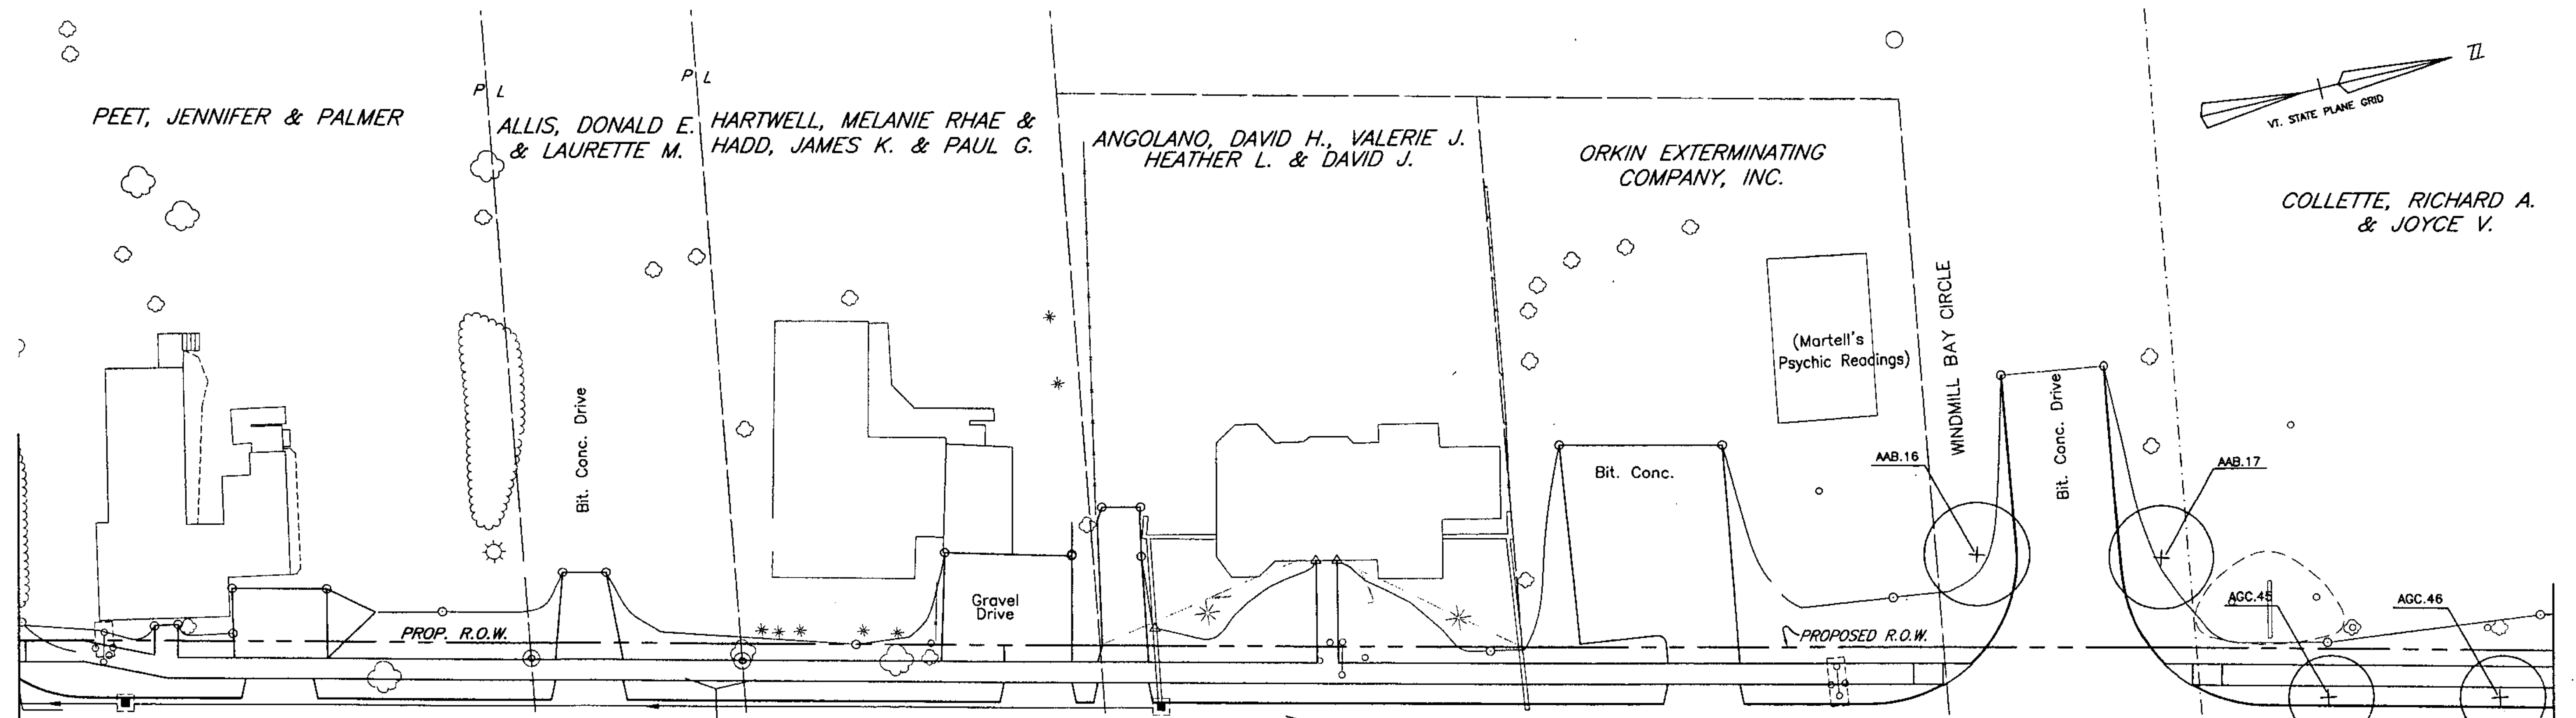 PEET, JENNIFER & PALMER
P L
ALLIS, DONALD E.
& LAURETTE M.
P L
HARTWELL, MELANIE RHAE &
HADD, JAMES K. & PAUL G.
ANGOLANO, DAVID H., VALERIE J.
HEATHER L. & DAVID J.
ORKIN EXTERMINATING
COMPANY, INC.
VT. STATE PLANE GRID
COLLETTE, RICHARD A.
& JOYCE V.
(Martell's
Psychic Readings)
WINDMILL BAY CIRCLE
Bit. Conc. Drive
Bit. Conc. Drive
Bit. Conc.
AAB.16
AAB.17
Gravel
Drive
AGC.45
AGC.46
PROP. R.O.W.
PROPOSED R.O.W.